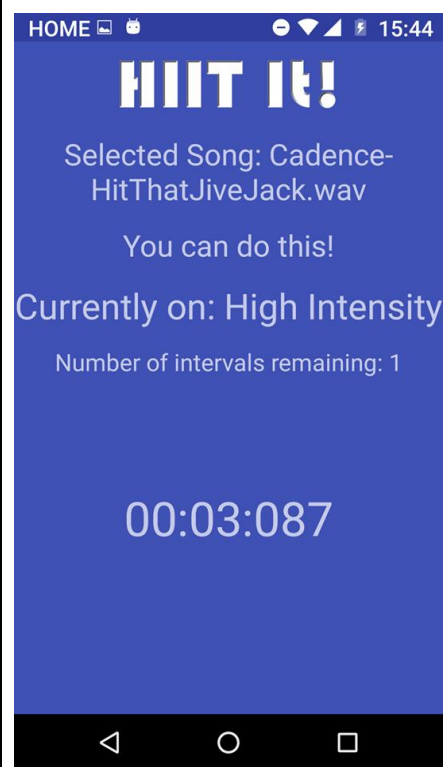 HOME 15:44
HIIT It!
Selected Song: Cadence-
HitThatJiveJack.wav
You can do this!
Currently on: High Intensity
Number of intervals remaining: 1
00:03:087